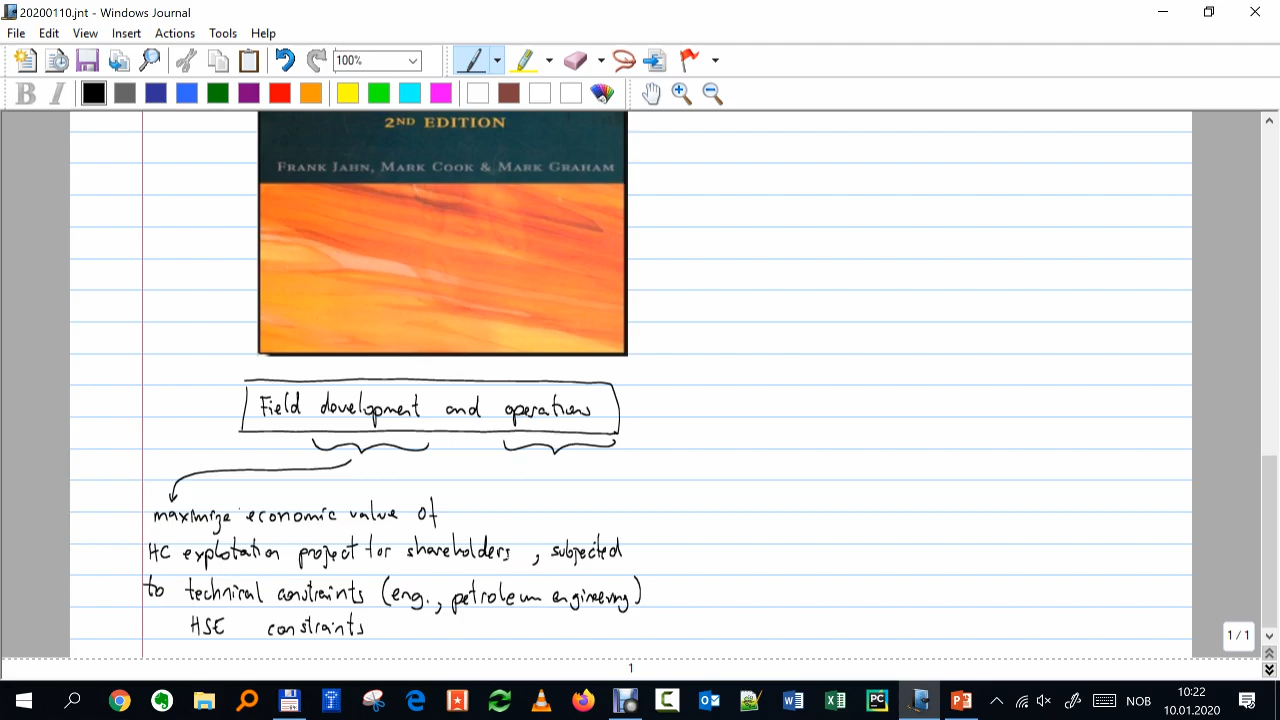 20200110.jnt - Windows Journal
File Edit View Insert Actions Tools Help
100%
B I
2ND EDITION
FRANK JAHN, MARK COOK & MARK GRAHAM
Field development and operations
maximize economic value of
HC explotation project for shareholders, subjected
to technical constraints (eng., petroleum engineering)
HSE constraints
1 / 1
1
NOB
10:22
10.01.2020